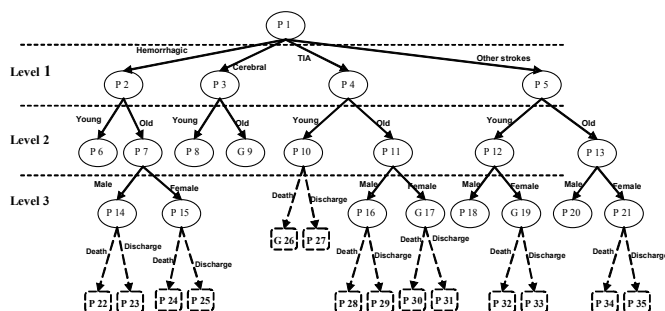 P 1
Hemorrhagic
Cerebral
TIA
Other strokes
Level 1
P 2
P 3
P 4
P 5
Young
Old
Young
Old
Young
Old
Young
Old
Level 2
P 6
P 7
P 8
G 9
P 10
P 11
P 12
P 13
Male
Female
Death
Discharge
Male
Female
Male
Female
Male
Female
Level 3
P 14
P 15
G 26
P 27
P 16
G 17
P 18
G 19
P 20
P 21
Death
Discharge
Death
Discharge
Death
Discharge
Death
Discharge
Death
Discharge
Death
Discharge
P 22
P 23
P 24
P 25
P 28
P 29
P 30
P 31
P 32
P 33
P 34
P 35